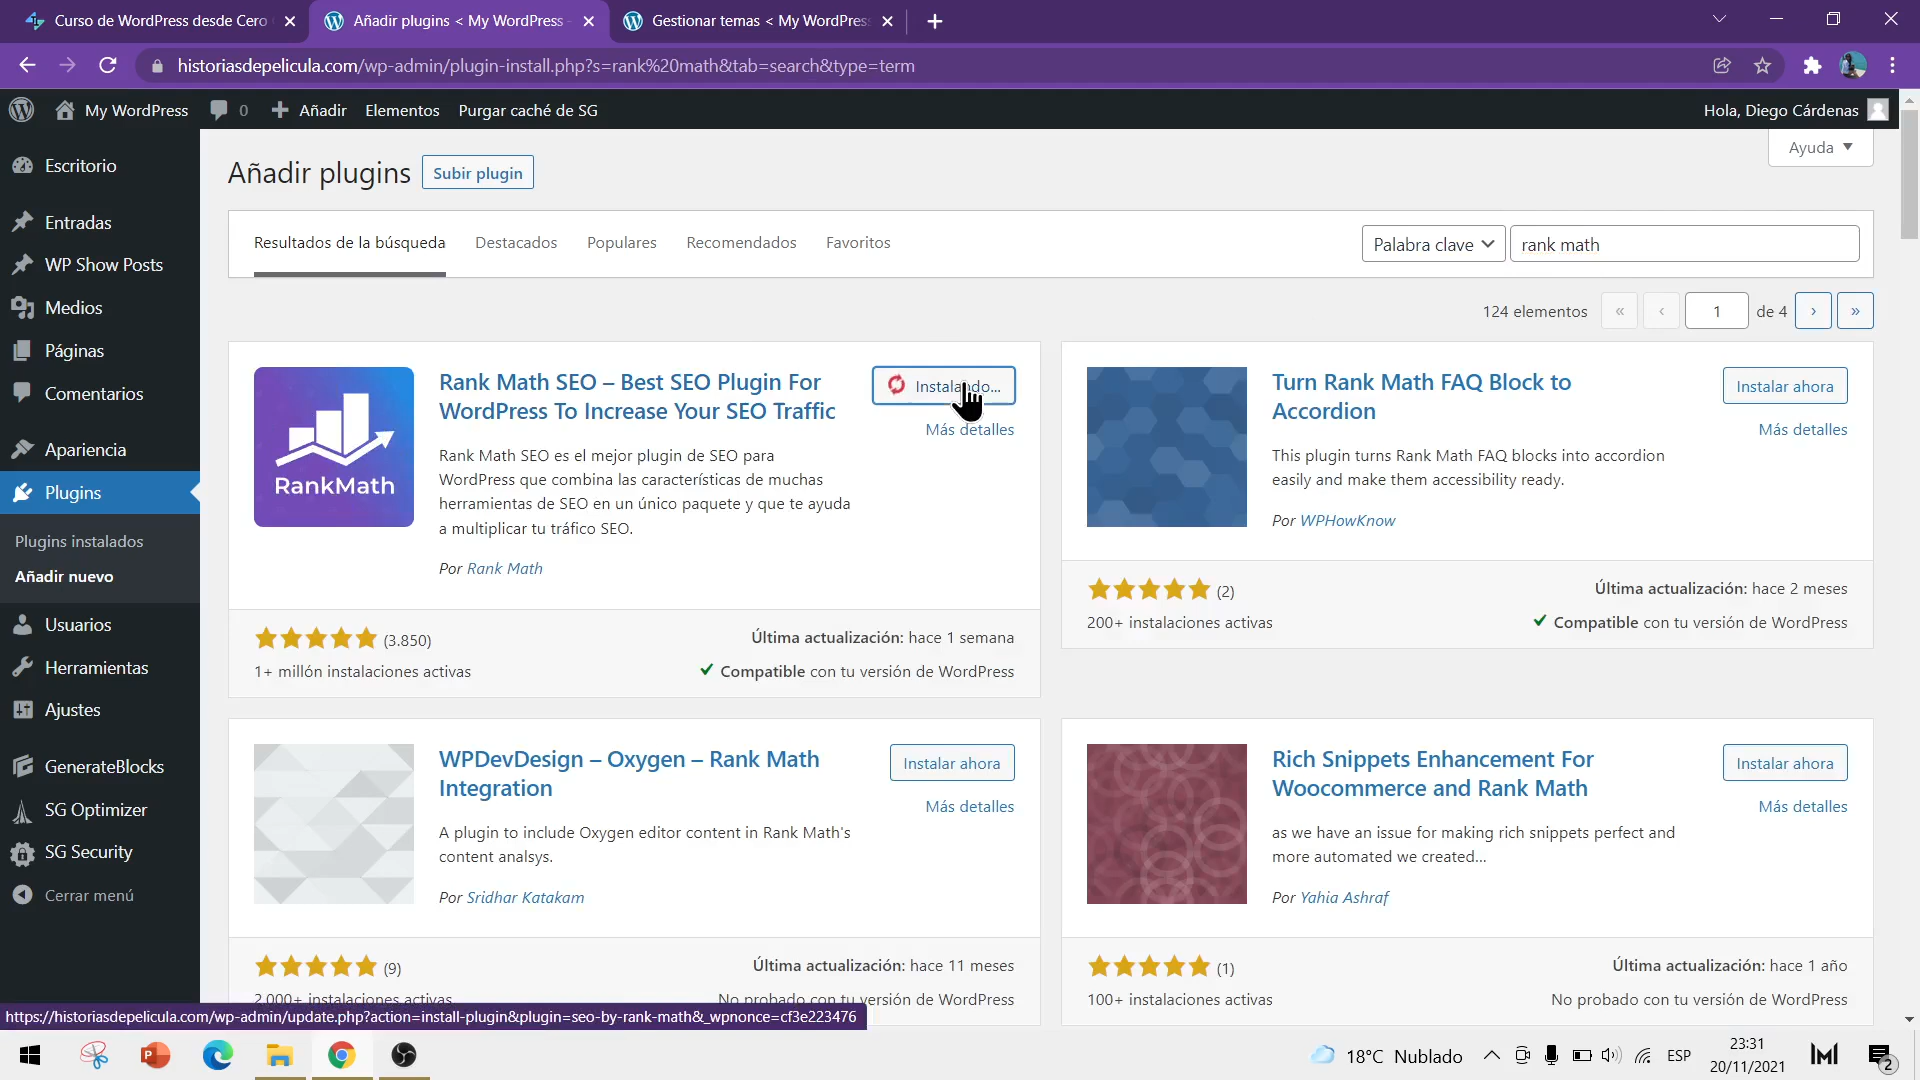 Curso de WordPress desde Cero
Añadir plugins < My WordPress -
Gestionar temas < My WordPress
historiasdepelicula.com/wp-admin/plugin-install.php?s=rank%20math&tab=search&type=term
My WordPress
0
Añadir
Elementos
Purgar caché de SG
Hola, Diego Cárdenas
Escritorio
Entradas
WP Show Posts
Medios
Páginas
Comentarios
Apariencia
Plugins
Plugins instalados
Añadir nuevo
Usuarios
Herramientas
Ajustes
GenerateBlocks
SG Optimizer
SG Security
Cerrar menú
Ayuda
Añadir plugins
Subir plugin
Resultados de la búsqueda
Destacados
Populares
Recomendados
Favoritos
Palabra clave
rank math
124 elementos
«
‹
1
de 4
›
»
RankMath
Rank Math SEO – Best SEO Plugin For
WordPress To Increase Your SEO Traffic
Instalando...
Más detalles
Rank Math SEO es el mejor plugin de SEO para
WordPress que combina las características de muchas
herramientas de SEO en un único paquete y que te ayuda
a multiplicar tu tráfico SEO.
Por Rank Math
(3.850)
Última actualización: hace 1 semana
1+ millón instalaciones activas
Compatible con tu versión de WordPress
Turn Rank Math FAQ Block to
Accordion
Instalar ahora
Más detalles
This plugin turns Rank Math FAQ blocks into accordion
easily and make them accessibility ready.
Por WPHowKnow
(2)
Última actualización: hace 2 meses
200+ instalaciones activas
Compatible con tu versión de WordPress
WPDevDesign – Oxygen – Rank Math
Integration
Instalar ahora
Más detalles
A plugin to include Oxygen editor content in Rank Math's
content analsys.
Por Sridhar Katakam
(9)
Última actualización: hace 11 meses
2.000+ instalaciones activas
No probado con tu versión de WordPress
Rich Snippets Enhancement For
Woocommerce and Rank Math
Instalar ahora
Más detalles
as we have an issue for making rich snippets perfect and
more automated we created...
Por Yahia Ashraf
(1)
Última actualización: hace 1 año
100+ instalaciones activas
No probado con tu versión de WordPress
https://historiasdepelicula.com/wp-admin/update.php?action=install-plugin&plugin=seo-by-rank-math&_wpnonce=cf3e223476
18°C Nublado
ESP
23:31
20/11/2021
2